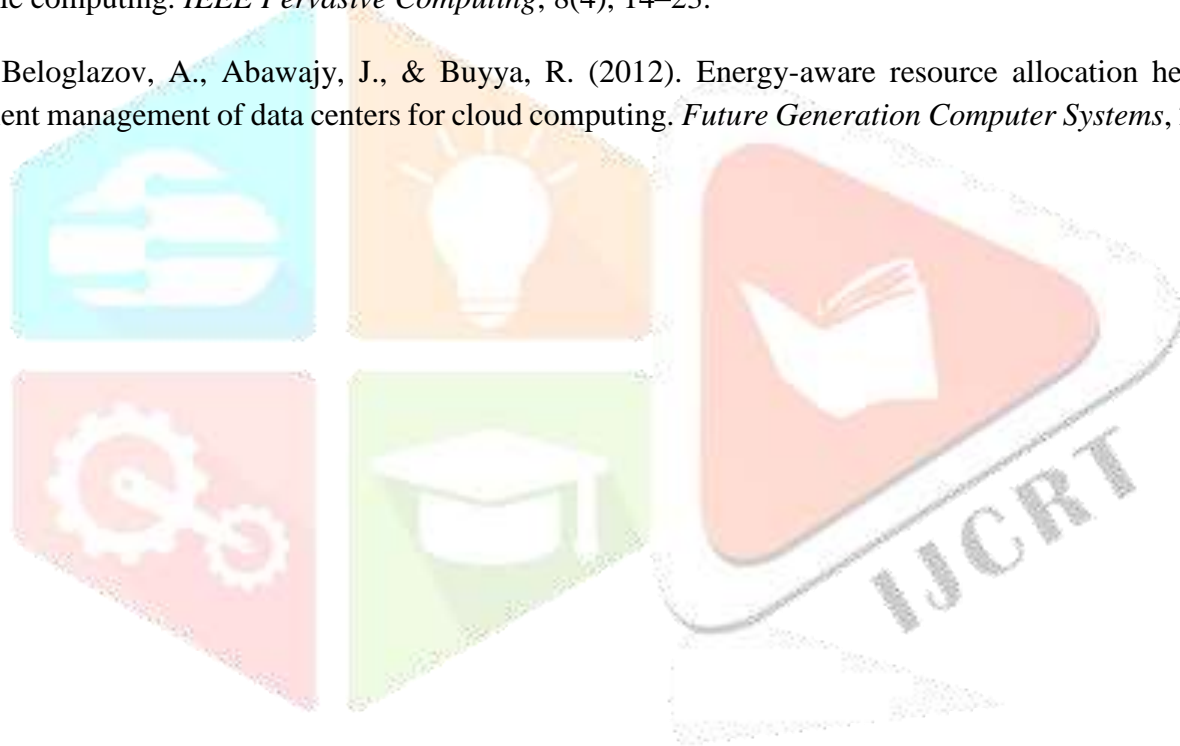 ic computing. IEEE Pervasive Computing, 8(4), 14–23.
Beloglazov, A., Abawajy, J., & Buyya, R. (2012). Energy-aware resource allocation he
ent management of data centers for cloud computing. Future Generation Computer Systems,
IJCRT